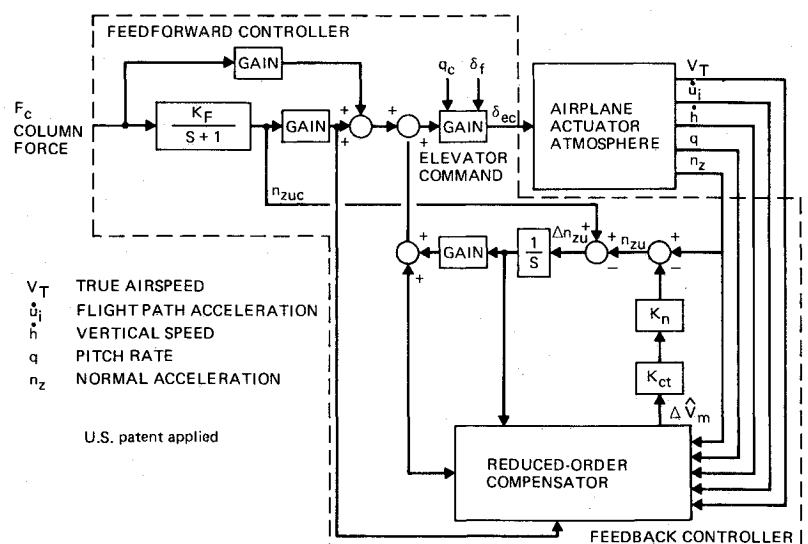 FEEDFORWARD CONTROLLER
GAIN
q_c
δ_f
V_T
u̇_i
ḣ
q
n_z
F_c
COLUMN
FORCE
K_F
S + 1
GAIN
+
+
+
+
GAIN
δ_ec
ELEVATOR
COMMAND
AIRPLANE
ACTUATOR
ATMOSPHERE
n_zuc
+
+
GAIN
1
S
Δn_zu
+
−
n_zu
+
−
K_n
K_ct
Δ V̂_m
V_T TRUE AIRSPEED
u̇_i FLIGHT PATH ACCELERATION
ḣ VERTICAL SPEED
q PITCH RATE
n_z NORMAL ACCELERATION
U.S. patent applied
REDUCED-ORDER
COMPENSATOR
FEEDBACK CONTROLLER